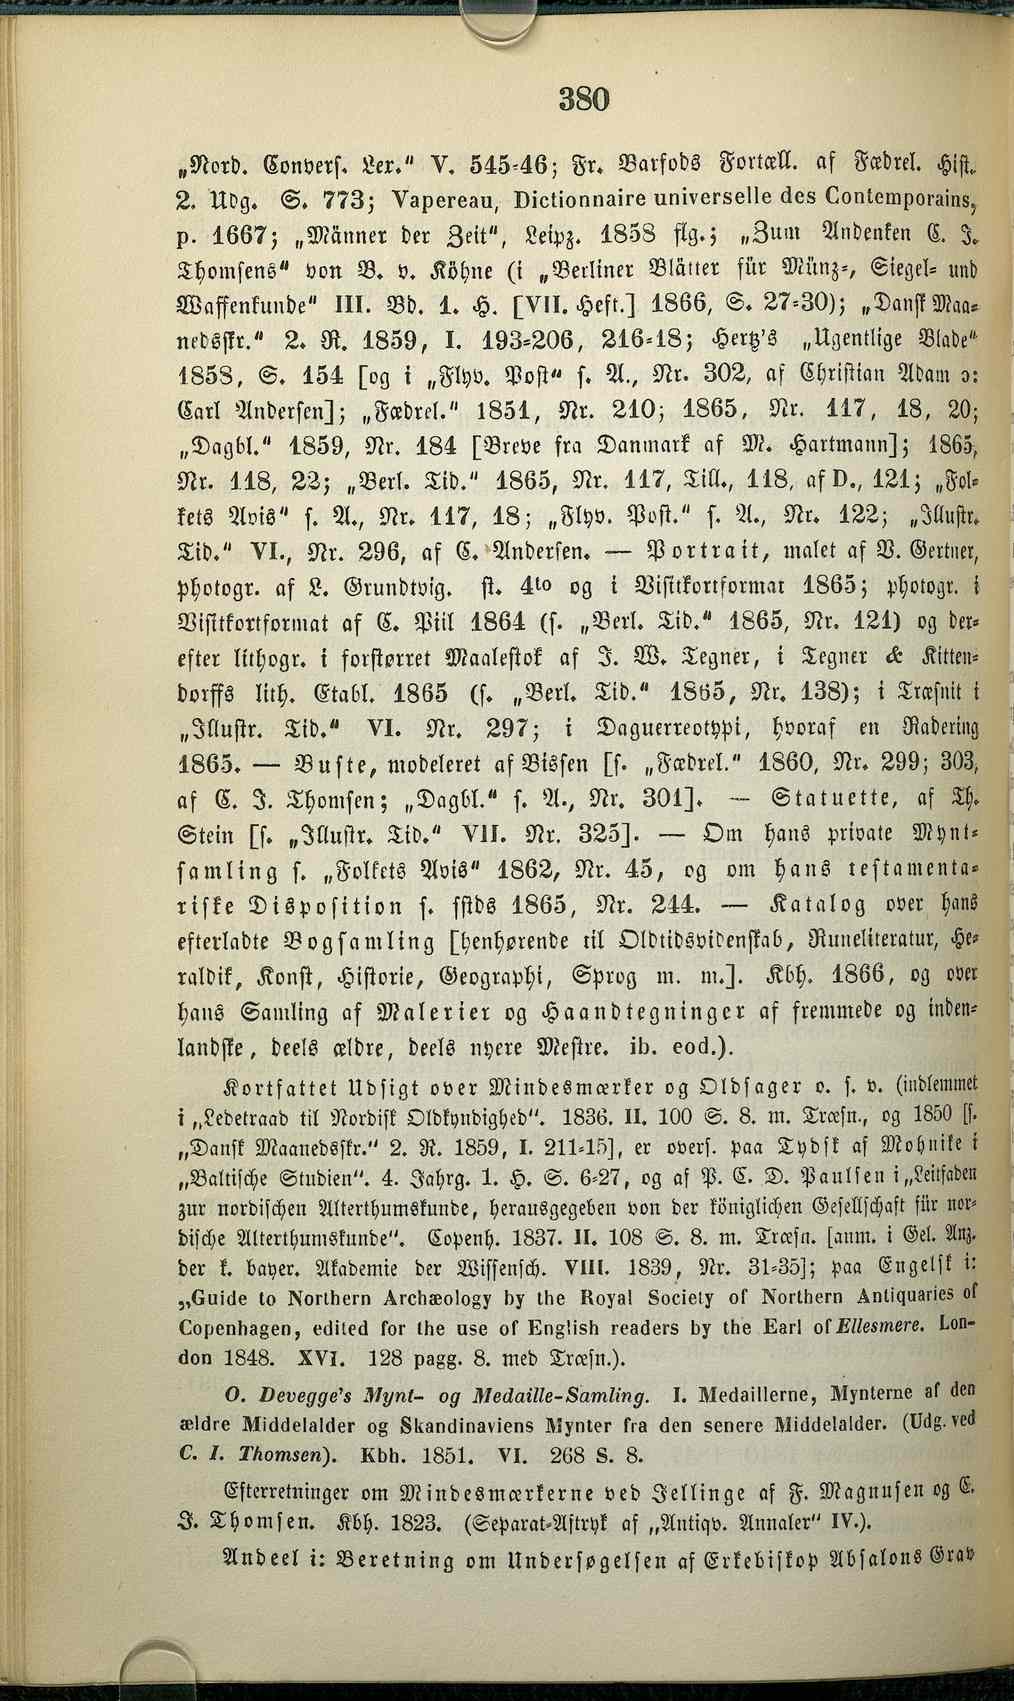 380
„Nord. Convers. Lex.“ V. 545-46; Fr. Barfods Fortæll. af Fædrel. Hist.
2. Udg. S. 773; Vapereau, Dictionnaire universelle des Contemporains,
p. 1667; „Männer der Zeit“, Leipz. 1858 flg.; „Zum Andenken C. J.
Thomsens“ von B. v. Köhne (i „Berliner Blätter für Münz-, Siegel- und
Waffenkunde“ III. Bd. 1. H. [VII. Heft.] 1866, S. 27-30); „Dansk Maa-
nedsskr.“ 2. R. 1859, I. 193-206, 216-18; Hertz's „Ugentlige Blade“
1858, S. 154 [og i „Flyv. Post“ s. A., Nr. 302, af Christian Adam ɔ:
Carl Andersen]; „Fædrel.“ 1851, Nr. 210; 1865, Nr. 117, 18, 20;
„Dagbl.“ 1859, Nr. 184 [Breve fra Danmark af M. Hartmann]; 1865,
Nr. 118, 22; „Berl. Tid.“ 1865, Nr. 117, Till., 118, af D., 121; „Fol-
kets Avis“ s. A., Nr. 117, 18; „Flyv. Post.“ s. A., Nr. 122; „Illustr.
Tid.“ VI., Nr. 296, af C. Andersen. — Portrait, malet af V. Gertner,
photogr. af L. Grundtvig. st. 4to og i Visitkortformat 1865; photogr. i
Visitkortformat af C. Piil 1864 (s. „Berl. Tid.“ 1865, Nr. 121) og der-
efter lithogr. i forstørret Maalestok af J. W. Tegner, i Tegner & Kitten-
dorffs lith. Etabl. 1865 (s. „Berl. Tid.“ 1865, Nr. 138); i Træsnit i
„Illustr. Tid.“ VI. Nr. 297; i Daguerreotypi, hvoraf en Radering
1865. — Buste, modeleret af Bissen [s. „Fædrel.“ 1860, Nr. 299; 303,
af C. J. Thomsen; „Dagbl.“ s. A., Nr. 301]. — Statuette, af Th.
Stein [s. „Illustr. Tid.“ VII. Nr. 325]. — Om hans private Mynt-
samling s. „Folkets Avis“ 1862, Nr. 45, og om hans testamenta-
riske Disposition s. sstds 1865, Nr. 244. — Katalog over hans
efterladte Bogsamling [henhørende til Oldtidsvidenskab, Runeliteratur, He-
raldik, Konst, Historie, Geographi, Sprog m. m.]. Kbh. 1866, og over
hans Samling af Malerier og Haandtegninger af fremmede og inden-
landske, deels ældre, deels nyere Mestre. ib. eod.).
Kortfattet Udsigt over Mindesmærker og Oldsager o. s. v. (indlemmet
i „Ledetraad til Nordisk Oldkyndighed“. 1836. II. 100 S. 8. m. Træsn., og 1850 [s.
„Dansk Maanedsskr.“ 2. R. 1859, I. 211-15], er overs. paa Tydsk af Mohnike i
„Baltische Studien“. 4. Jahrg. 1. H. S. 6-27, og af P. C. D. Paulsen i „Leitfaden
zur nordischen Alterthumskunde, herausgegeben von der königlichen Gesellschaft für nor-
dische Alterthumskunde“. Copenh. 1837. II. 108 S. 8. m. Træsn. [anm. i Gel. Anz.
der k. bayer. Akademie der Wissensch. VIII. 1839, Nr. 31-35]; paa Engelsk i:
„Guide to Northern Archæology by the Royal Society of Northern Antiquaries of
Copenhagen, edited for the use of English readers by the Earl of Ellesmere. Lon-
don 1848. XVI. 128 pagg. 8. med Træsn.).
O. Devegge's Mynt- og Medaille-Samling. I. Medaillerne, Mynterne af den
ældre Middelalder og Skandinaviens Mynter fra den senere Middelalder. (Udg. ved
C. I. Thomsen). Kbh. 1851. VI. 268 S. 8.
Efterretninger om Mindesmærkerne ved Jellinge af F. Magnusen og C.
J. Thomsen. Kbh. 1823. (Separat-Aftryk af „Antiqv. Annaler“ IV.).
Andeel i: Beretning om Undersøgelsen af Erkebiskop Absalons Grav